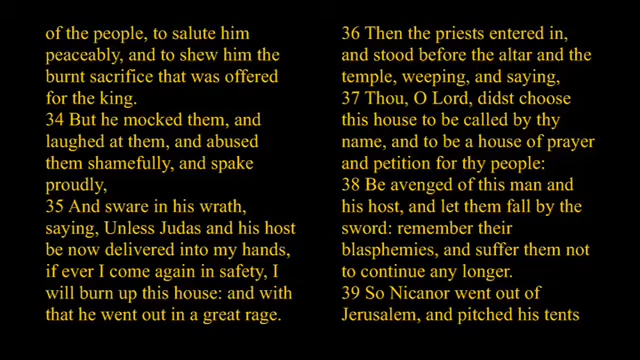 of the people, to salute him
peaceably, and to shew him the
burnt sacrifice that was offered
for the king.
34 But he mocked them, and
laughed at them, and abused
them shamefully, and spake
proudly,
35 And sware in his wrath,
saying, Unless Judas and his host
be now delivered into my hands,
if ever I come again in safety, I
will burn up this house: and with
that he went out in a great rage.
36 Then the priests entered in,
and stood before the altar and the
temple, weeping, and saying,
37 Thou, O Lord, didst choose
this house to be called by thy
name, and to be a house of prayer
and petition for thy people:
38 Be avenged of this man and
his host, and let them fall by the
sword: remember their
blasphemies, and suffer them not
to continue any longer.
39 So Nicanor went out of
Jerusalem, and pitched his tents